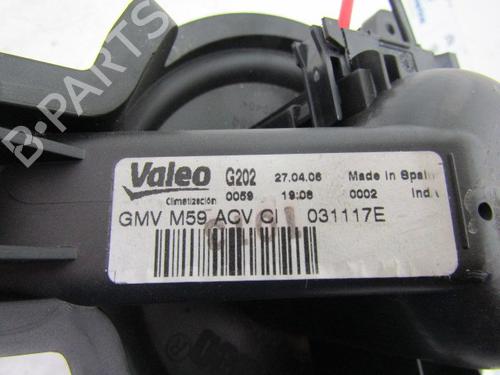 B-PARTS
Valeo G202 27.04.06 Made in Spain
Climatización 0059 19:08 0002 Ind.
GMV M59 ACV CI 031117E